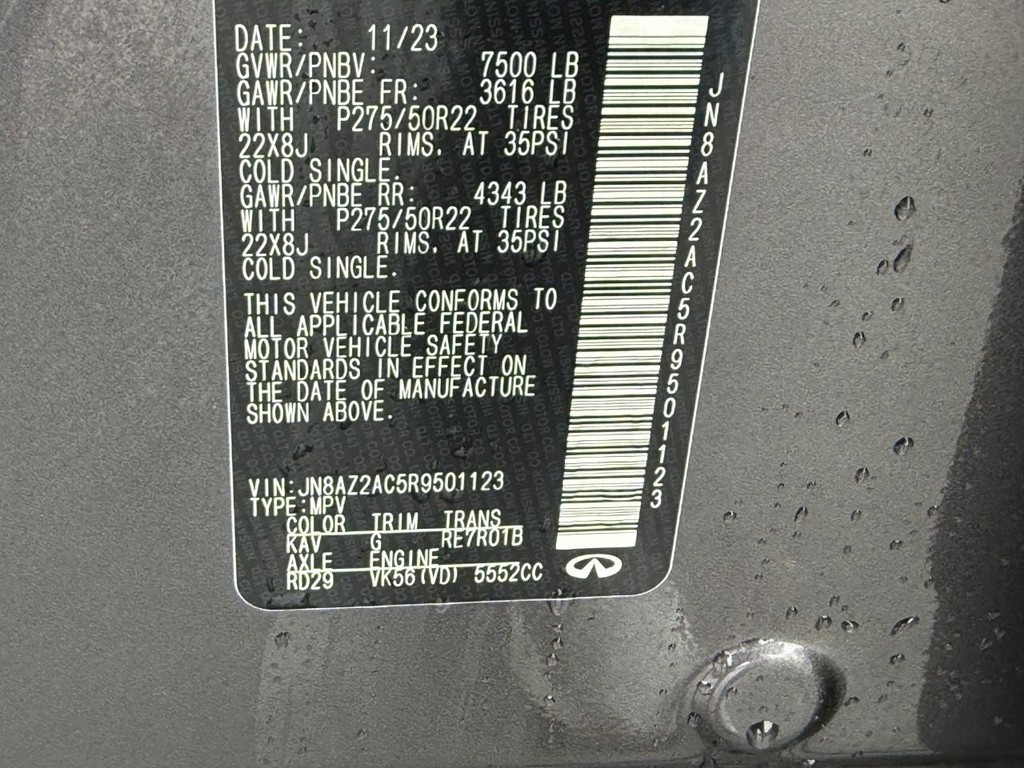 DATE: 11/23
GVWR/PNBV: 7500 LB
GAWR/PNBE FR: 3616 LB
WITH P275/50R22 TIRES
22X8J RIMS, AT 35PSI
COLD SINGLE.
GAWR/PNBE RR: 4343 LB
WITH P275/50R22 TIRES
22X8J RIMS, AT 35PSI
COLD SINGLE.
THIS VEHICLE CONFORMS TO
ALL APPLICABLE FEDERAL
MOTOR VEHICLE SAFETY
STANDARDS IN EFFECT ON
THE DATE OF MANUFACTURE
SHOWN ABOVE.
VIN:JN8AZ2AC5R9501123
TYPE:MPV
COLOR TRIM TRANS
KAV G RE7R01B
AXLE ENGINE
RD29 VK56(VD) 5552CC
JN8AZ2AC5R9501123